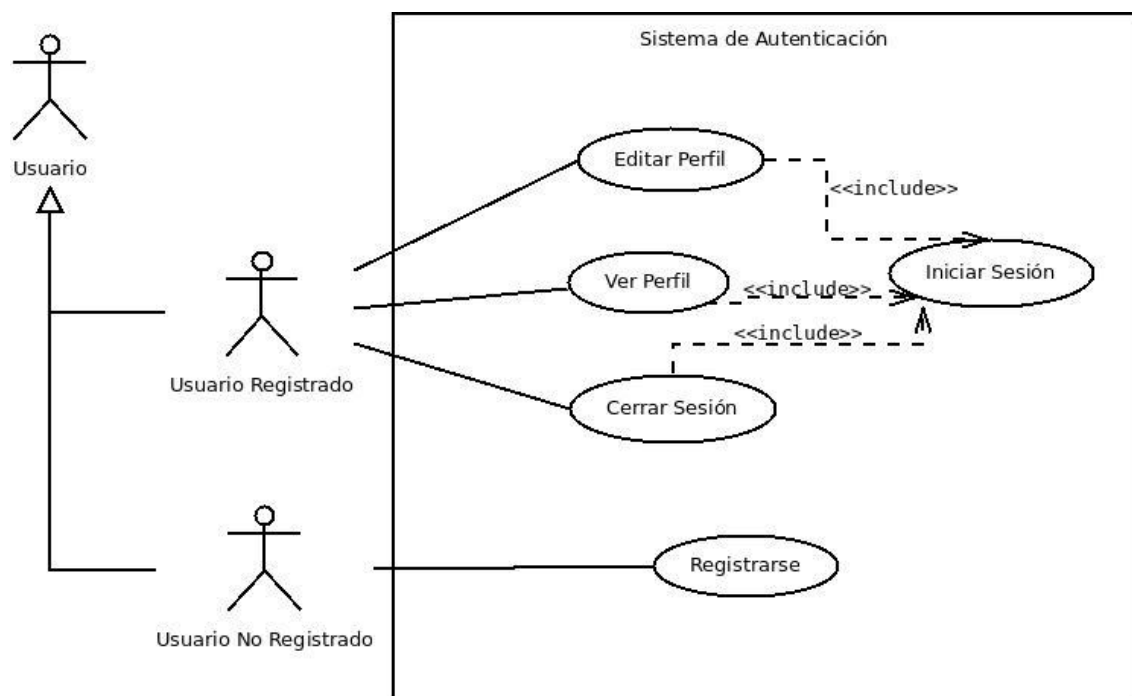 Sistema de Autenticación
Usuario
Editar Perfil
<<include>>
Iniciar Sesión
Ver Perfil
<<include>>
<<include>>
Usuario Registrado
Cerrar Sesión
Registrarse
Usuario No Registrado